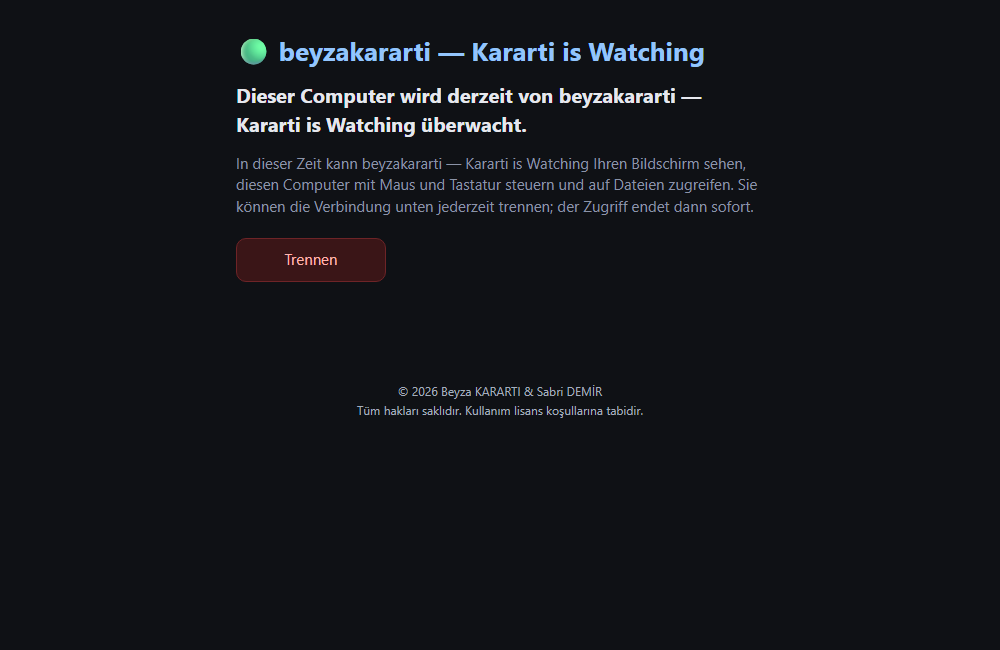 beyzakararti — Kararti is Watching
Dieser Computer wird derzeit von beyzakararti —
Kararti is Watching überwacht.
In dieser Zeit kann beyzakararti — Kararti is Watching Ihren Bildschirm sehen,
diesen Computer mit Maus und Tastatur steuern und auf Dateien zugreifen. Sie
können die Verbindung unten jederzeit trennen; der Zugriff endet dann sofort.
Trennen
© 2026 Beyza KARARTI & Sabri DEMİR
Tüm hakları saklıdır. Kullanım lisans koşullarına tabidir.